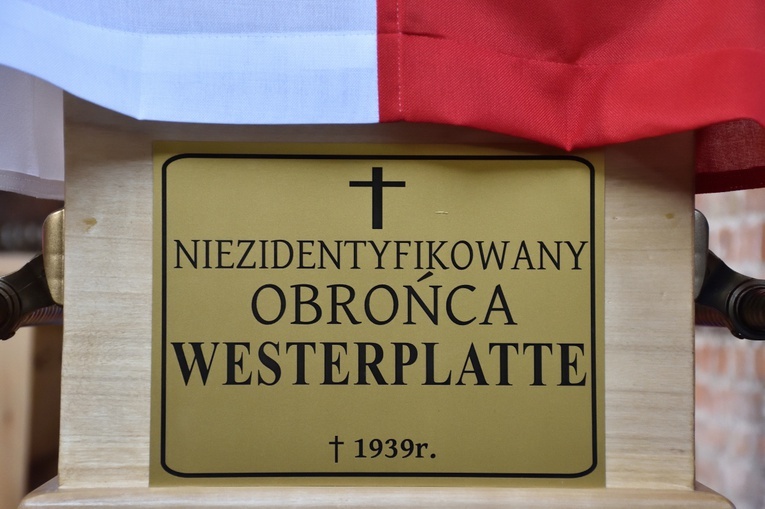 NIEZIDENTYFIKOWANY
OBROŃCA
WESTERPLATTE
† 1939r.